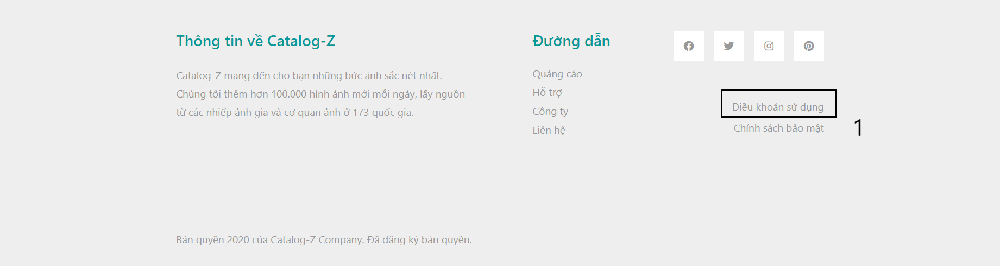 Thông tin về Catalog-Z
Catalog-Z mang đến cho bạn những bức ảnh sắc nét nhất.
Chúng tôi thêm hơn 100.000 hình ảnh mới mỗi ngày, lấy nguồn
từ các nhiếp ảnh gia và cơ quan ảnh ở 173 quốc gia.
Đường dẫn
Quảng cáo
Hỗ trợ
Công ty
Liên hệ
Điều khoản sử dụng
Chính sách bảo mật
1
Bản quyền 2020 của Catalog-Z Company. Đã đăng ký bản quyền.